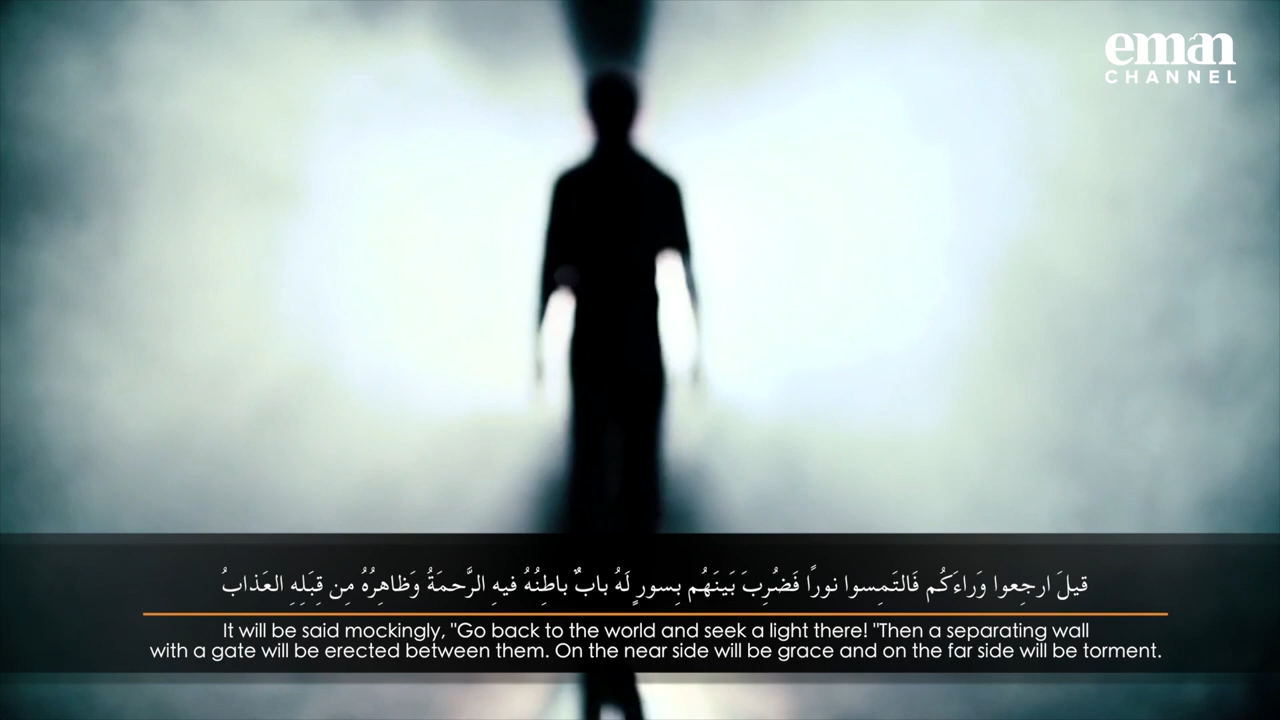 eman
CHANNEL
قيلَ ارجِعوا وَراءَكُم فَالتَمِسوا نورًا فَضُرِبَ بَينَهُم بِسورٍ لَهُ بابٌ باطِنُهُ فيهِ الرَّحمَةُ وَظاهِرُهُ مِن قِبَلِهِ العَذابُ
It will be said mockingly, "Go back to the world and seek a light there! "Then a separating wall
with a gate will be erected between them. On the near side will be grace and on the far side will be torment.